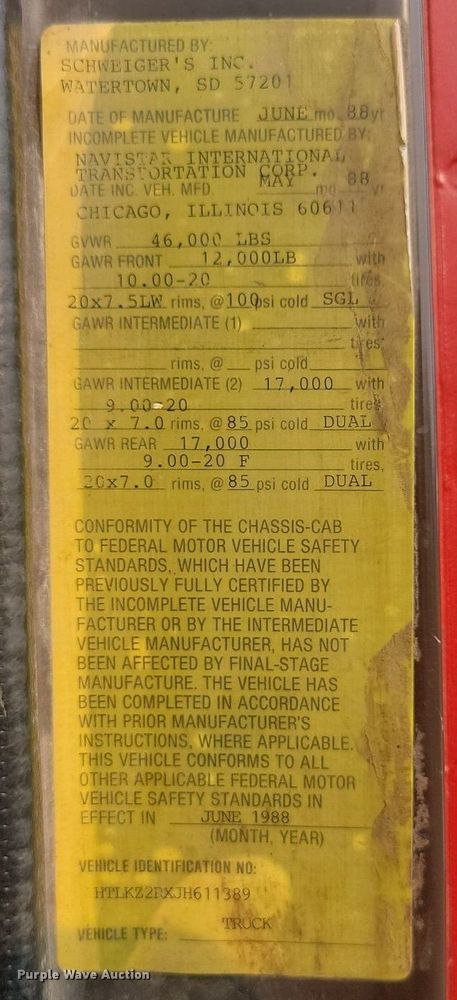 MANUFACTURED BY:
SCHWEIGER'S INC.
WATERTOWN, SD 57201
DATE OF MANUFACTURE JUNE mo. 88 yr
INCOMPLETE VEHICLE MANUFACTURED BY:
NAVISTAR INTERNATIONAL
TRANSPORTATION CORP.
DATE INC. VEH. MFD. MAY mo 88 yr
CHICAGO, ILLINOIS 60611
GVWR 46,000 LBS
GAWR FRONT 12,000LB with
10.00-20 tires,
20x7.5LW rims, @ 100 psi cold SGL
GAWR INTERMEDIATE (1) with
tires,
rims, @ psi cold
GAWR INTERMEDIATE (2) 17,000 with
9.00-20 tires
20 x 7.0 rims, @ 85 psi cold DUAL
GAWR REAR 17,000 with
9.00-20 F tires,
20x7.0 rims, @ 85 psi cold DUAL
CONFORMITY OF THE CHASSIS-CAB
TO FEDERAL MOTOR VEHICLE SAFETY
STANDARDS, WHICH HAVE BEEN
PREVIOUSLY FULLY CERTIFIED BY
THE INCOMPLETE VEHICLE MANU-
FACTURER OR BY THE INTERMEDIATE
VEHICLE MANUFACTURER, HAS NOT
BEEN AFFECTED BY FINAL-STAGE
MANUFACTURE. THE VEHICLE HAS
BEEN COMPLETED IN ACCORDANCE
WITH PRIOR MANUFACTURER'S
INSTRUCTIONS, WHERE APPLICABLE.
THIS VEHICLE CONFORMS TO ALL
OTHER APPLICABLE FEDERAL MOTOR
VEHICLE SAFETY STANDARDS IN
EFFECT IN JUNE 1988
(MONTH, YEAR)
VEHICLE IDENTIFICATION NO:
HTLKZ2RXJH611389
VEHICLE TYPE: TRUCK
Purple Wave Auction